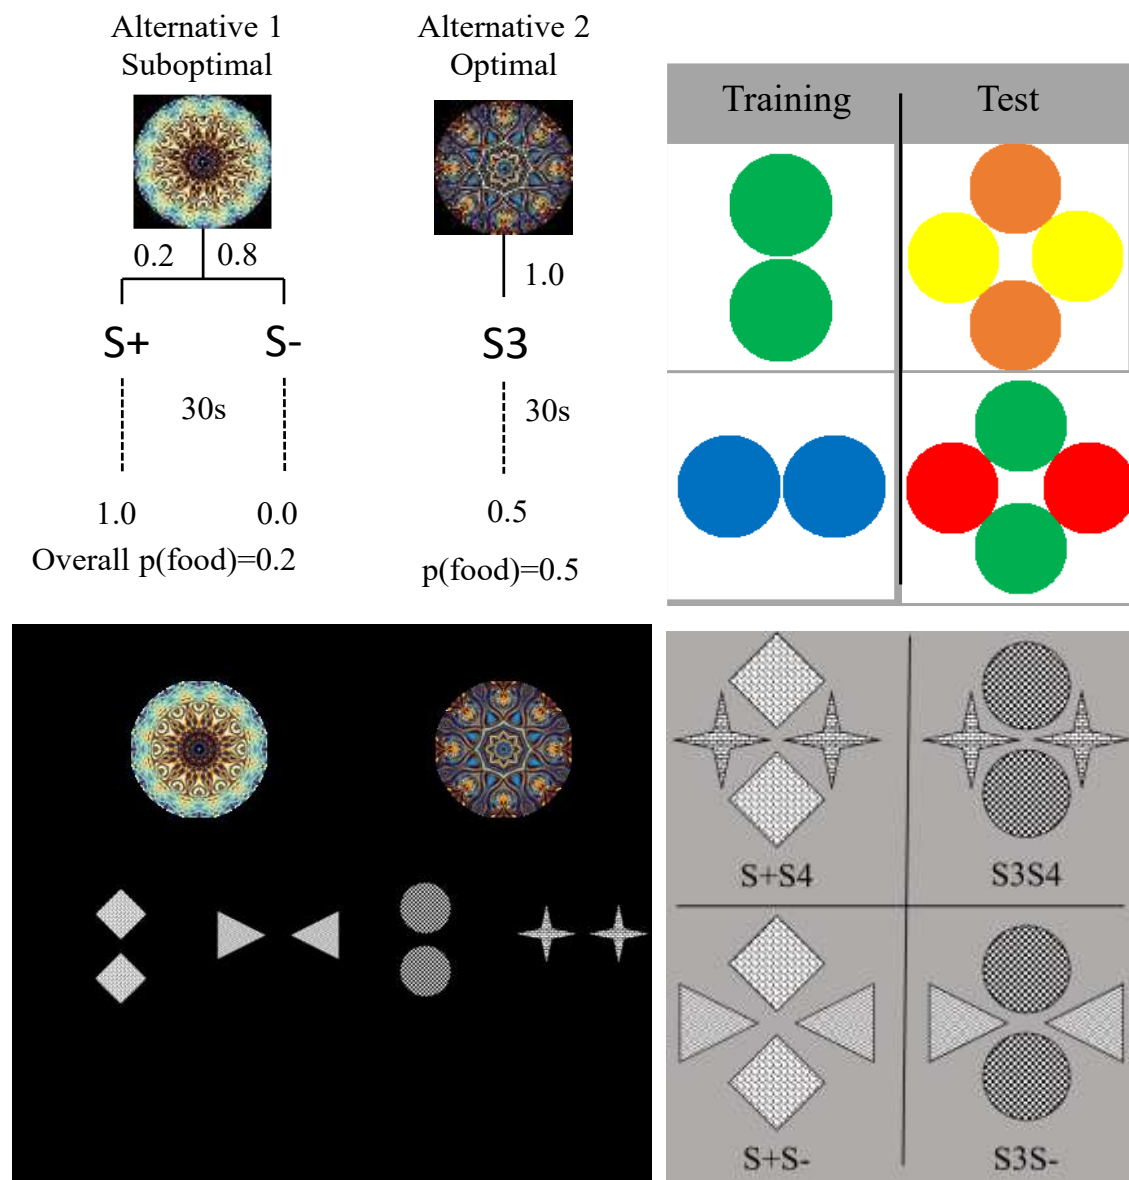 Alternative 1
Suboptimal
Alternative 2
Optimal
0.2 0.8
1.0
S+ S-
S3
30s
30s
1.0 0.0
0.5
Overall p(food)=0.2
p(food)=0.5
Training Test
S+S4 S3S4
S+S- S3S-